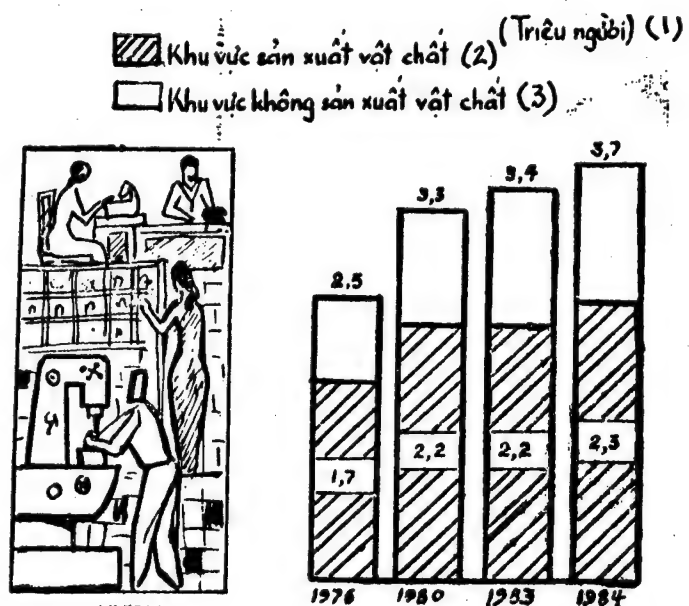 (Triệu người) (1)
Khu vực sản xuất vật chất (2)
Khu vực không sản xuất vật chất (3)
3,7
3,4
3,3
2,5
2,3
2,2
2,2
1,7
1976 1980 1983 1984